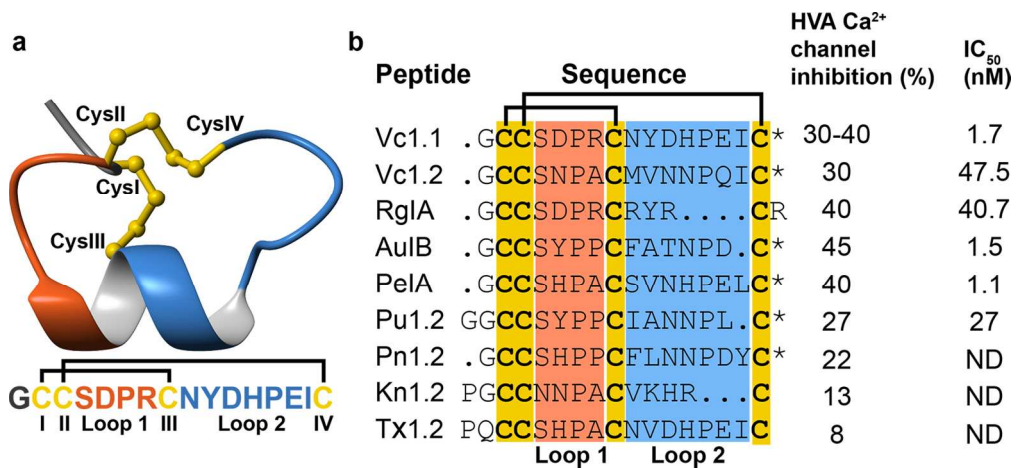 a
CysII
CysIV
CysI
CysIII
GCCSDPRCNYDHPEIC
I II Loop 1 III Loop 2 IV
b
HVA Ca²⁺ channel inhibition (%)
IC₅₀ (nM)
Peptide Sequence
Vc1.1 .GCCSDPRCNYDHPEIC* 30-40 1.7
Vc1.2 .GCCSNPACMVNNPQIC* 30 47.5
RgIA .GCCSDPRCRYR....CR 40 40.7
AuIB .GCCSYPPCFATNPD.C* 45 1.5
PeIA .GCCSHPACSVNHPELC* 40 1.1
Pu1.2 GGCCSYPPCIANNPL.C* 27 27
Pn1.2 .GCCSHPPCFLNNPDYC* 22 ND
Kn1.2 PGCCNNPACVKHR...C 13 ND
Tx1.2 PQCCSHPACNVDHPEIC 8 ND
Loop 1 Loop 2